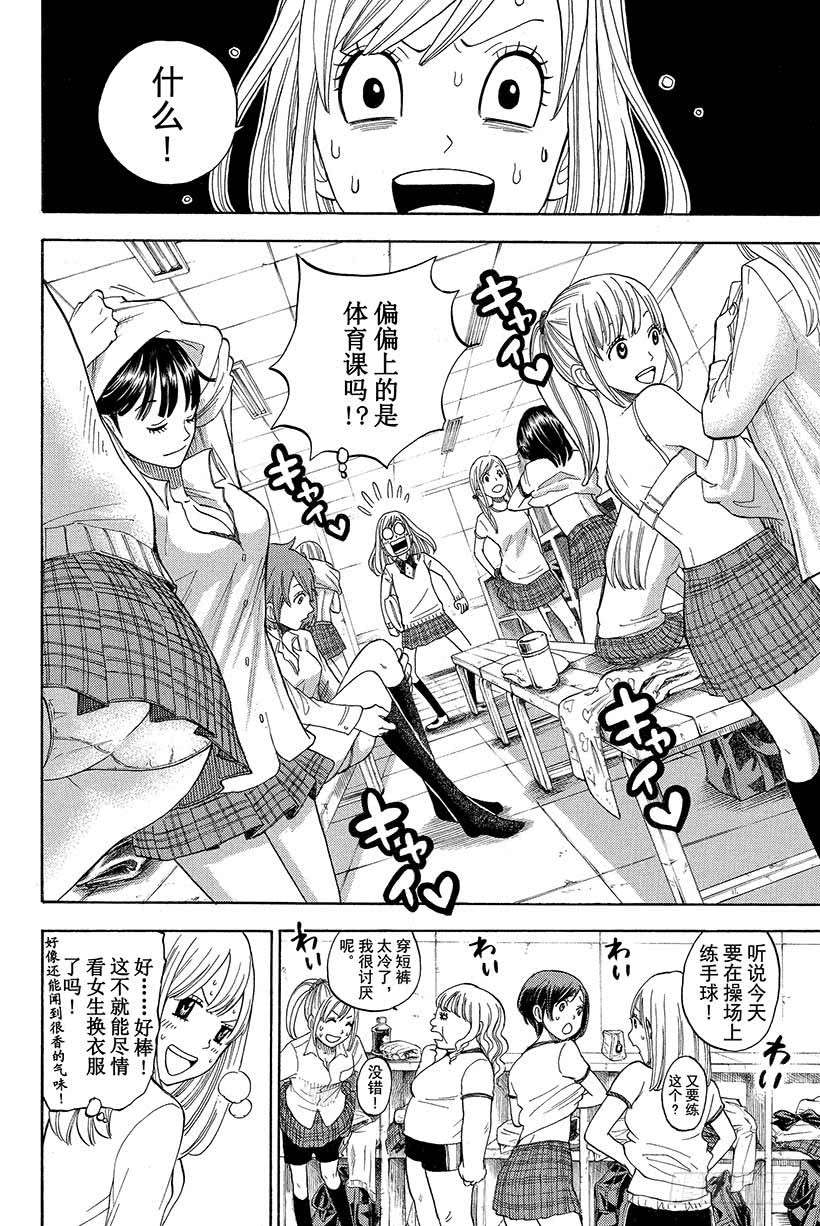 什么！
偏偏上的是
体育课吗！？
キャイ♡
キャイ♡
キャイ♡
キャイ♡
听说今天
要在操场上
练手球！
又要练
这个？
穿短裤
太冷了，
我很讨厌
呢。
没错！
わい
わい
わい
好……好棒！
这不就能尽情
看女生换衣服
了吗！
好像还能闻到很香的气味！